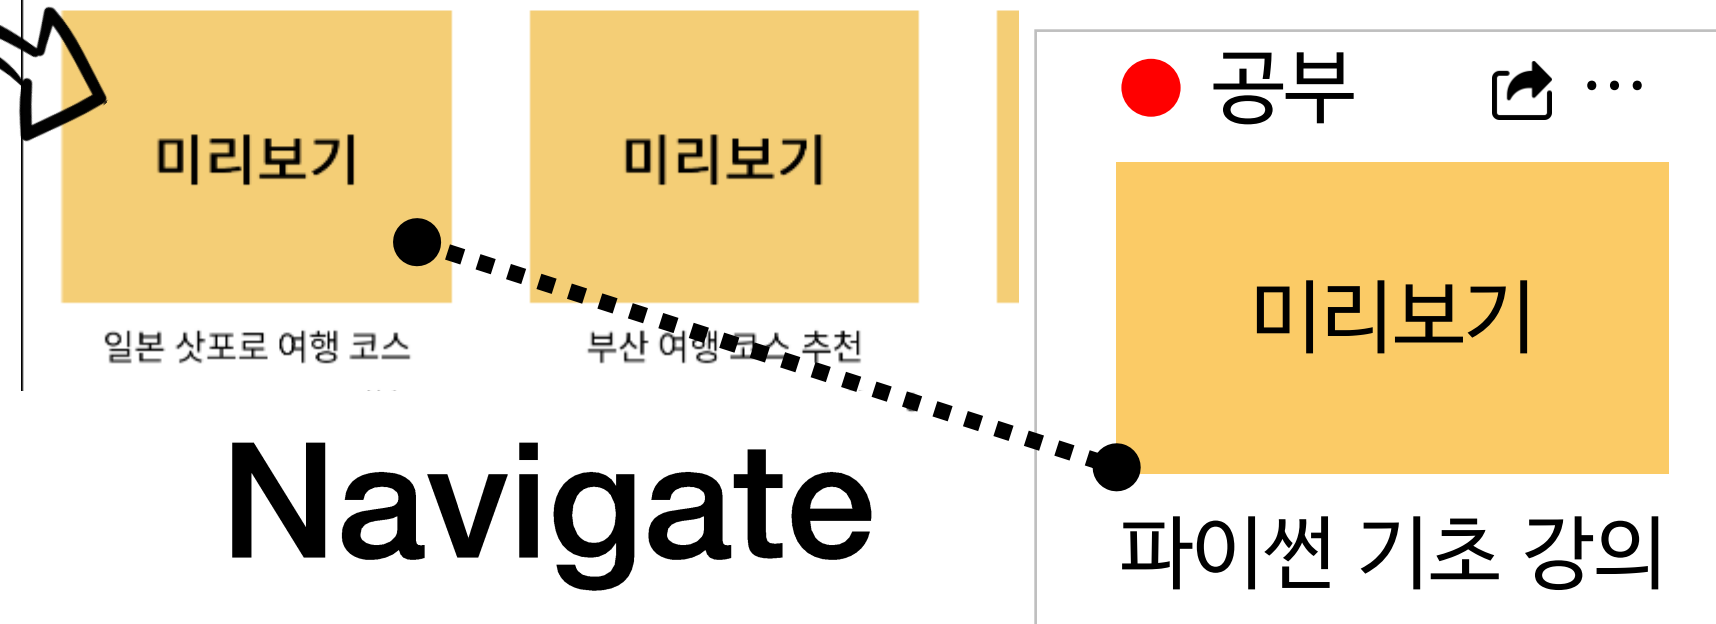 미리보기
미리보기
일본 삿포로 여행 코스
부산 여행 코스 추천
Navigate
공부
미리보기
파이썬 기초 강의